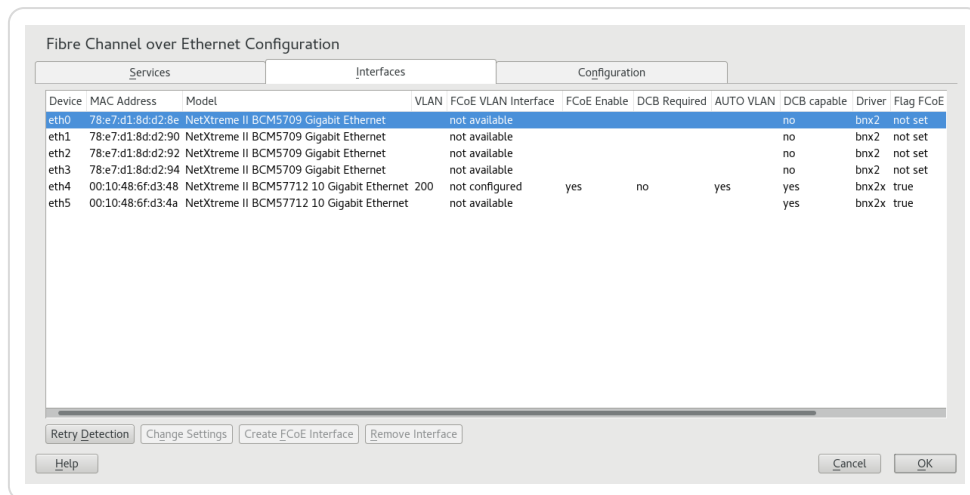 Fibre Channel over Ethernet Configuration
Services Interfaces Configuration
Device MAC Address Model VLAN FCoE VLAN Interface FCoE Enable DCB Required AUTO VLAN DCB capable Driver Flag FCoE
eth0 78:e7:d1:8d:d2:8e NetXtreme II BCM5709 Gigabit Ethernet not available no bnx2 not set
eth1 78:e7:d1:8d:d2:90 NetXtreme II BCM5709 Gigabit Ethernet not available no bnx2 not set
eth2 78:e7:d1:8d:d2:92 NetXtreme II BCM5709 Gigabit Ethernet not available no bnx2 not set
eth3 78:e7:d1:8d:d2:94 NetXtreme II BCM5709 Gigabit Ethernet not available no bnx2 not set
eth4 00:10:48:6f:d3:48 NetXtreme II BCM57712 10 Gigabit Ethernet 200 not configured yes no yes yes bnx2x true
eth5 00:10:48:6f:d3:4a NetXtreme II BCM57712 10 Gigabit Ethernet not available yes bnx2x true
Retry Detection Change Settings Create FCoE Interface Remove Interface
Help Cancel OK